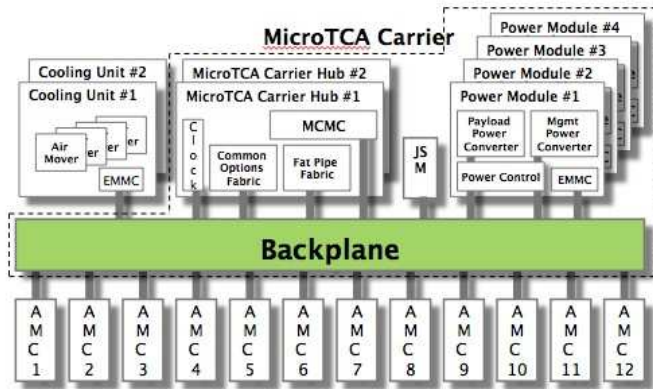 MicroTCA Carrier
Cooling Unit #2
Cooling Unit #1
Air
Mover
EMMC
MicroTCA Carrier Hub #2
MicroTCA Carrier Hub #1
Clock
MCMC
Common
Options
Fabric
Fat Pipe
Fabric
JS
M
Power Module #4
Power Module #3
Power Module #2
Power Module #1
Payload
Power
Converter
Mgmt
Power
Converter
Power Control
EMMC
Backplane
AMC 1
AMC 2
AMC 3
AMC 4
AMC 5
AMC 6
AMC 7
AMC 8
AMC 9
AMC 10
AMC 11
AMC 12